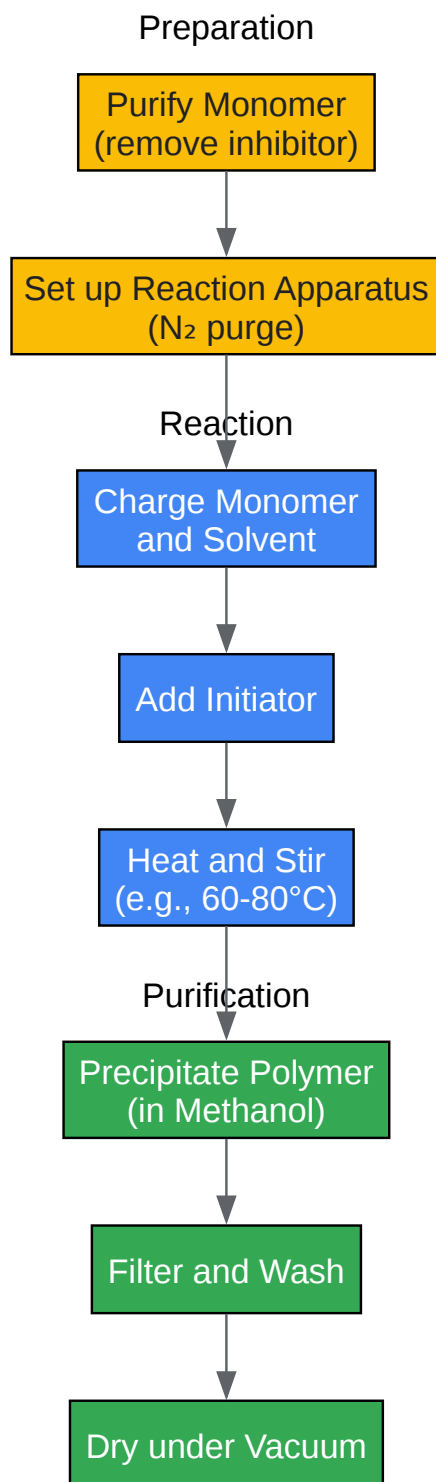 Preparation
Purify Monomer
(remove inhibitor)
Set up Reaction Apparatus
(N₂ purge)
Reaction
Charge Monomer
and Solvent
Add Initiator
Heat and Stir
(e.g., 60-80°C)
Purification
Precipitate Polymer
(in Methanol)
Filter and Wash
Dry under Vacuum